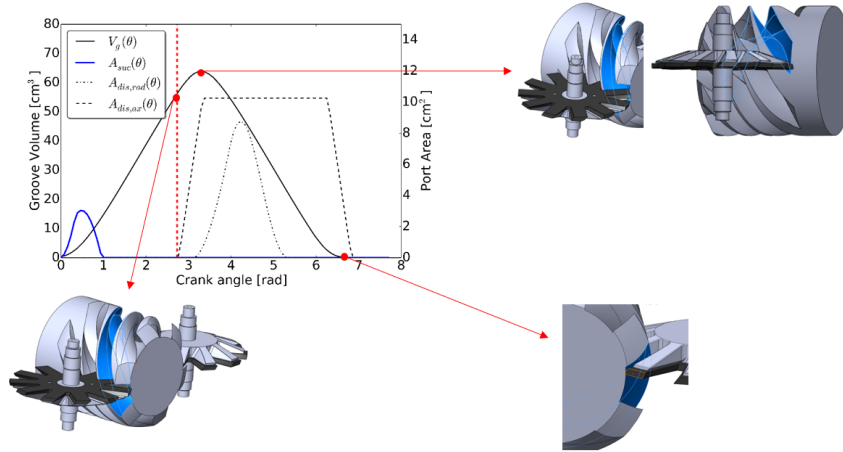 80
70
60
50
40
30
20
10
0
Groove Volume [cm³]
V_g(θ)
A_suc(θ)
A_dis,rad(θ)
A_dis,ax(θ)
14
12
10
8
6
4
2
0
Port Area [cm²]
0 1 2 3 4 5 6 7 8
Crank angle [rad]